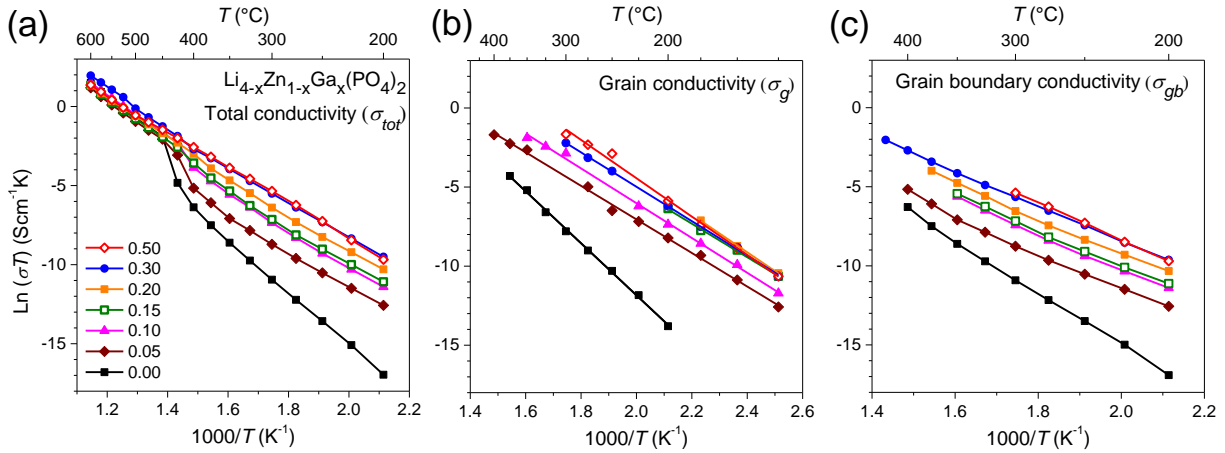 (a)
T (°C)
600 500 400 300 200
Li4-xZn1-xGax(PO4)2
Total conductivity (σtot)
Ln (σT) (Scm-1K)
0
-5
-10
-15
0.50
0.30
0.20
0.15
0.10
0.05
0.00
1.2 1.4 1.6 1.8 2.0 2.2
1000/T (K-1)
(b)
T (°C)
400 300 200
Grain conductivity (σg)
0
-5
-10
-15
1.4 1.6 1.8 2.0 2.2 2.4 2.6
1000/T (K-1)
(c)
T (°C)
400 300 200
Grain boundary conductivity (σgb)
0
-5
-10
-15
1.4 1.6 1.8 2.0 2.2
1000/T (K-1)